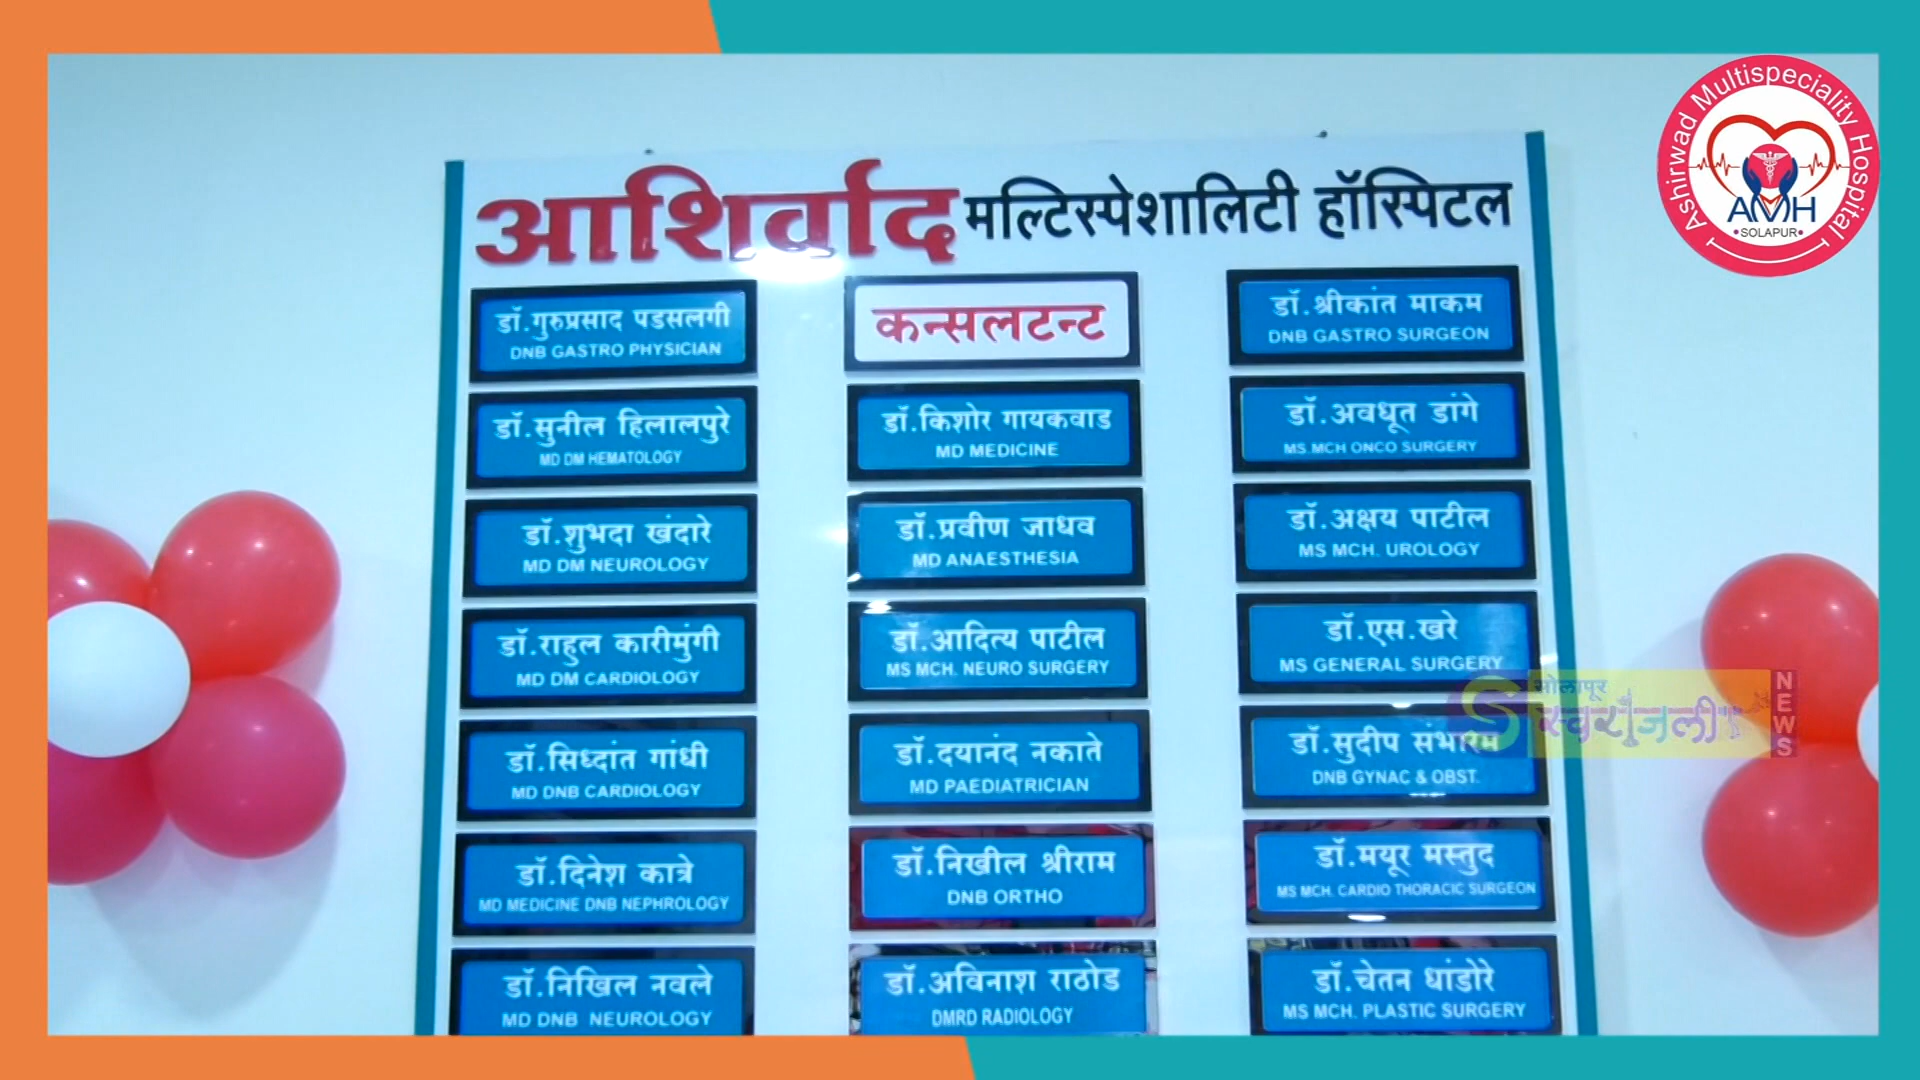 आशिर्वाद मल्टिस्पेशालिटी हॉस्पिटल
Ashirwad Multispeciality Hospital
AMH
SOLAPUR
डॉ.गुरुप्रसाद पडसलगी
DNB GASTRO PHYSICIAN
डॉ.सुनील हिलालपुरे
MD DM HEMATOLOGY
डॉ.शुभदा खंदारे
MD DM NEUROLOGY
डॉ.राहुल कारीमुंगी
MD DM CARDIOLOGY
डॉ.सिध्दांत गांधी
MD DNB CARDIOLOGY
डॉ.दिनेश कात्रे
MD MEDICINE DNB NEPHROLOGY
डॉ.निखिल नवले
MD DNB NEUROLOGY
कन्सलटन्ट
डॉ.किशोर गायकवाड
MD MEDICINE
डॉ.प्रवीण जाधव
MD ANAESTHESIA
डॉ.आदित्य पाटील
MS MCH. NEURO SURGERY
डॉ.दयानंद नकाते
MD PAEDIATRICIAN
डॉ.निखील श्रीराम
DNB ORTHO
डॉ.अविनाश राठोड
DMRD RADIOLOGY
डॉ.श्रीकांत माकम
DNB GASTRO SURGEON
डॉ.अवधूत डांगे
MS MCH ONCO SURGERY
डॉ.अक्षय पाटील
MS MCH. UROLOGY
डॉ.एस.खरे
MS GENERAL SURGERY
डॉ.सुदीप
DNB GYNAC & OBST.
डॉ.मयूर मस्तुद
MS MCH. CARDIO THORACIC SURGEON
डॉ.चेतन धांडोरे
MS MCH. PLASTIC SURGERY
सोलापूर
स्वरांजली
NEWS